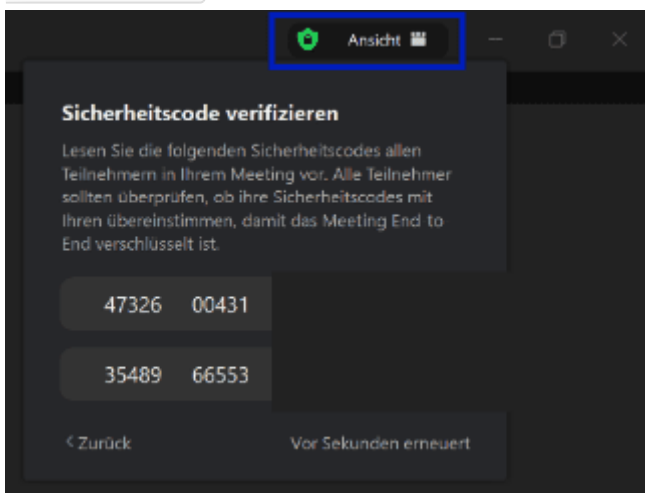 Ansicht
Sicherheitscode verifizieren
Lesen Sie die folgenden Sicherheitscodes allen
Teilnehmern in Ihrem Meeting vor. Alle Teilnehmer
sollten überprüfen, ob ihre Sicherheitscodes mit
Ihren übereinstimmen, damit das Meeting End to
End verschlüsselt ist.
47326 00431
35489 66553
Zurück Vor Sekunden erneuert